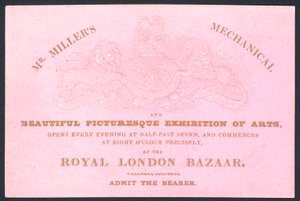 MR. MILLER'S MECHANICAL
AND
BEAUTIFUL PICTURESQUE EXHIBITION OF ARTS,
OPENS EVERY EVENING AT HALF-PAST SEVEN, AND COMMENCES
AT EIGHT O'CLOCK PRECISELY,
AT THE
ROYAL LONDON BAZAAR.
ADMIT THE BEARER.